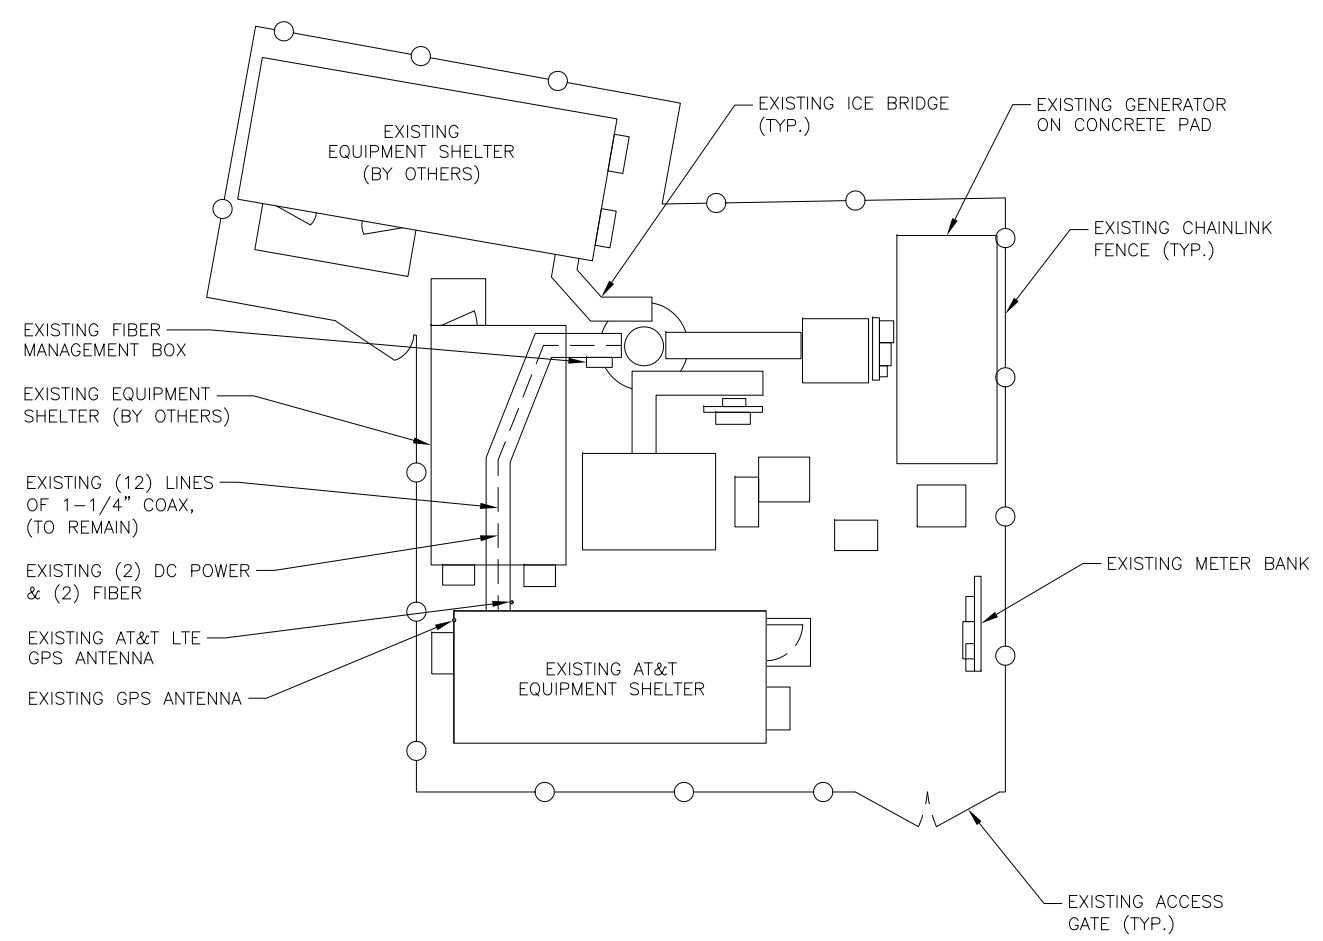 EXISTING
EQUIPMENT SHELTER
(BY OTHERS)
EXISTING ICE BRIDGE
(TYP.)
EXISTING GENERATOR
ON CONCRETE PAD
EXISTING CHAINLINK
FENCE (TYP.)
EXISTING FIBER
MANAGEMENT BOX
EXISTING EQUIPMENT
SHELTER (BY OTHERS)
EXISTING (12) LINES
OF 1-1/4" COAX,
(TO REMAIN)
EXISTING (2) DC POWER
& (2) FIBER
EXISTING METER BANK
EXISTING AT&T LTE
GPS ANTENNA
EXISTING GPS ANTENNA
EXISTING AT&T
EQUIPMENT SHELTER
EXISTING ACCESS
GATE (TYP.)